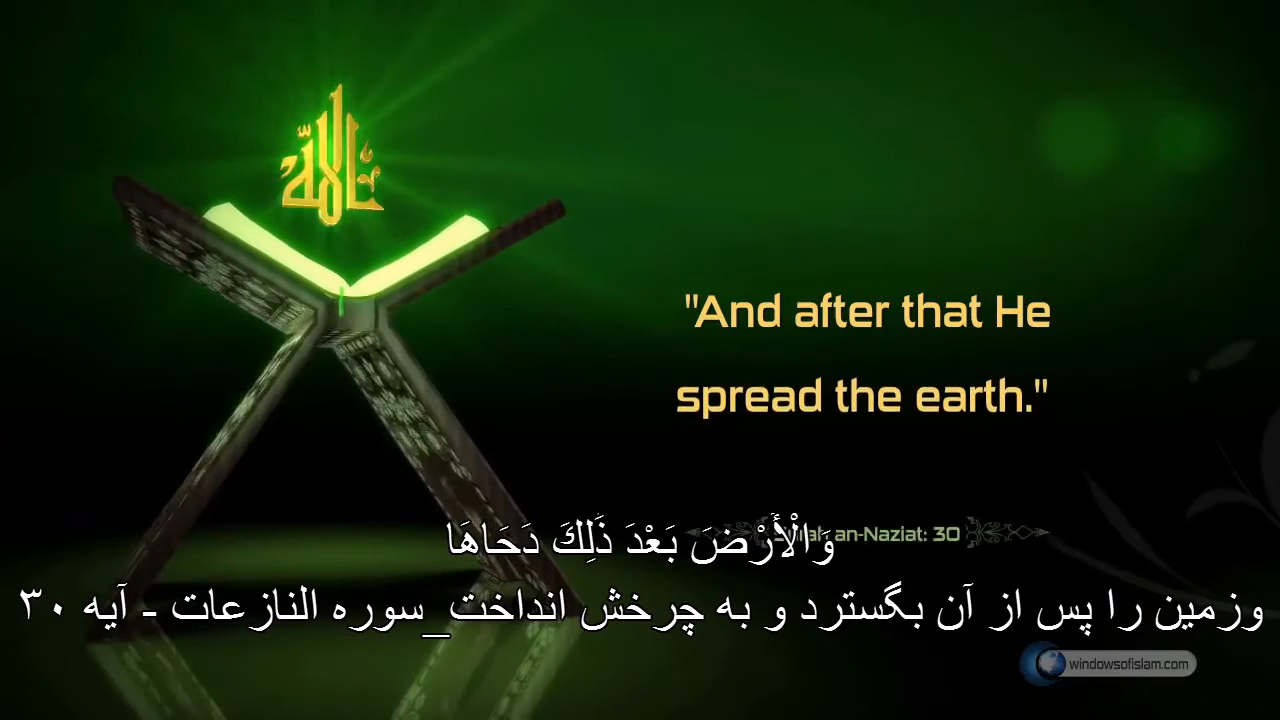 الله
"And after that He
spread the earth."
an-Naziat: 30
وَالْأَرْضَ بَعْدَ ذَٰلِكَ دَحَاهَا
وزمین را پس از آن بگسترد و به چرخش انداخت_سوره النازعات - آیه ۳۰
windowsofislam.com